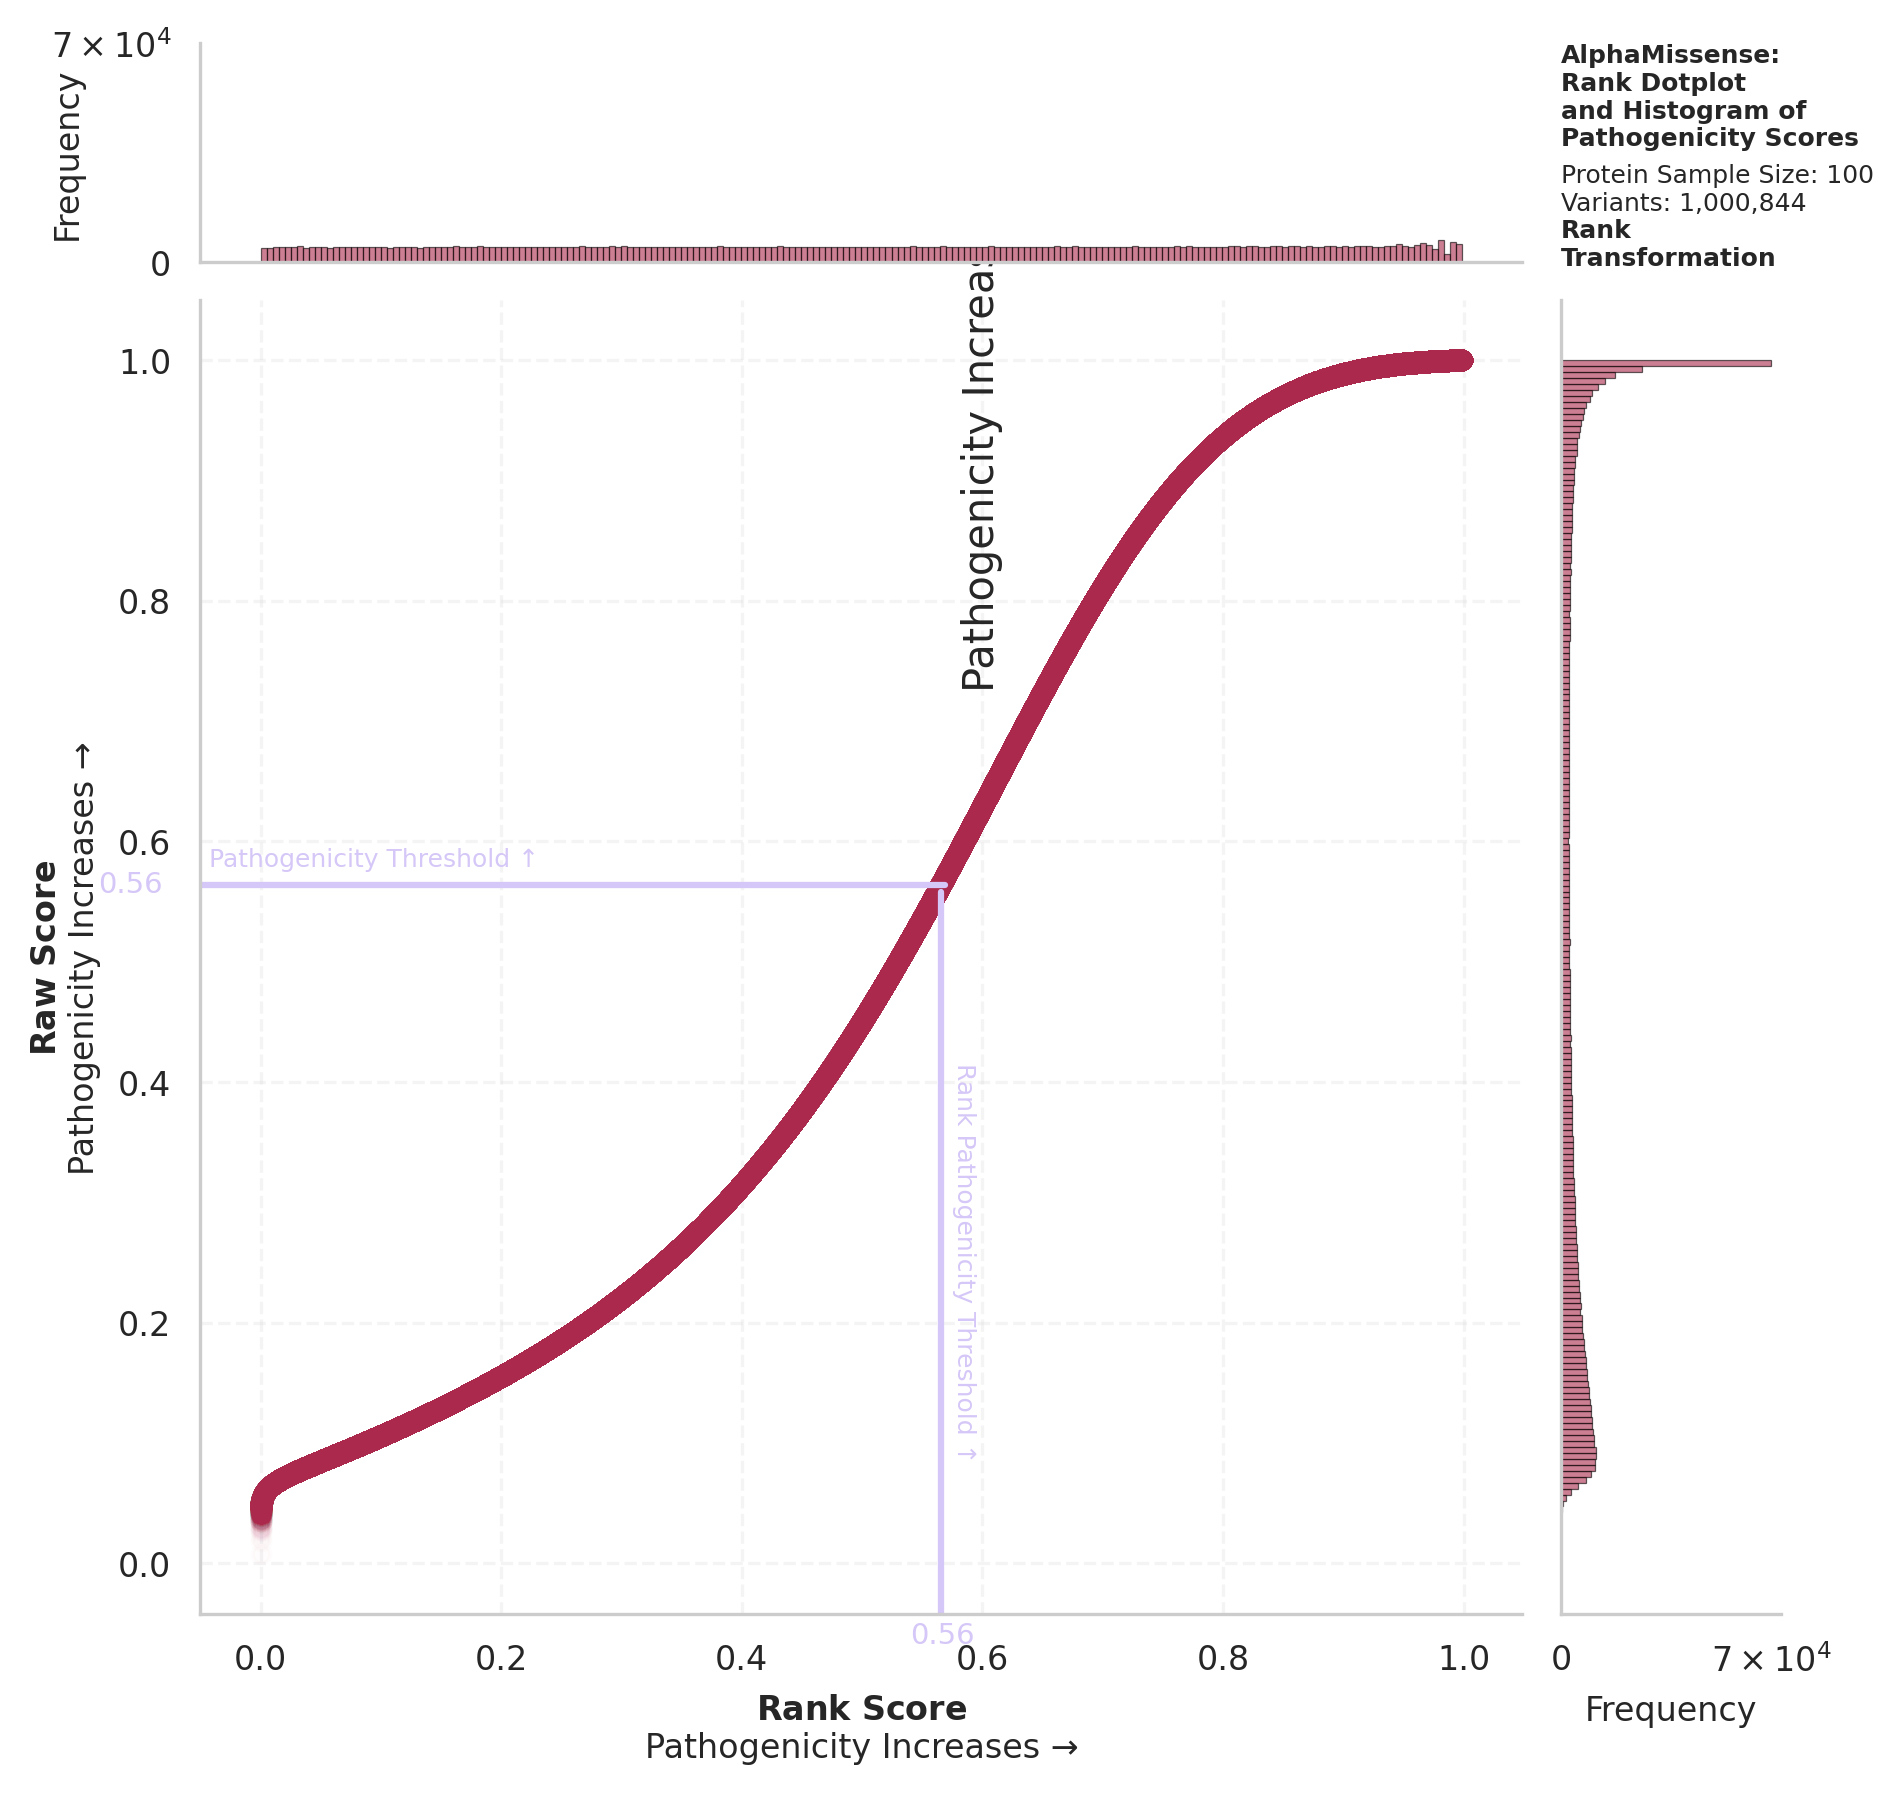 7 × 10⁴
Frequency
0
AlphaMissense:
Rank Dotplot
and Histogram of
Pathogenicity Scores
Protein Sample Size: 100
Variants: 1,000,844
Rank
Transformation
Pathogenicity Increa
1.0
0.8
0.6
0.4
0.2
0.0
Raw Score
Pathogenicity Increases →
Pathogenicity Threshold ↑
0.56
Rank Pathogenicity Threshold ↑
0.56
0.0 0.2 0.4 0.6 0.8 1.0
Rank Score
Pathogenicity Increases →
0 7 × 10⁴
Frequency